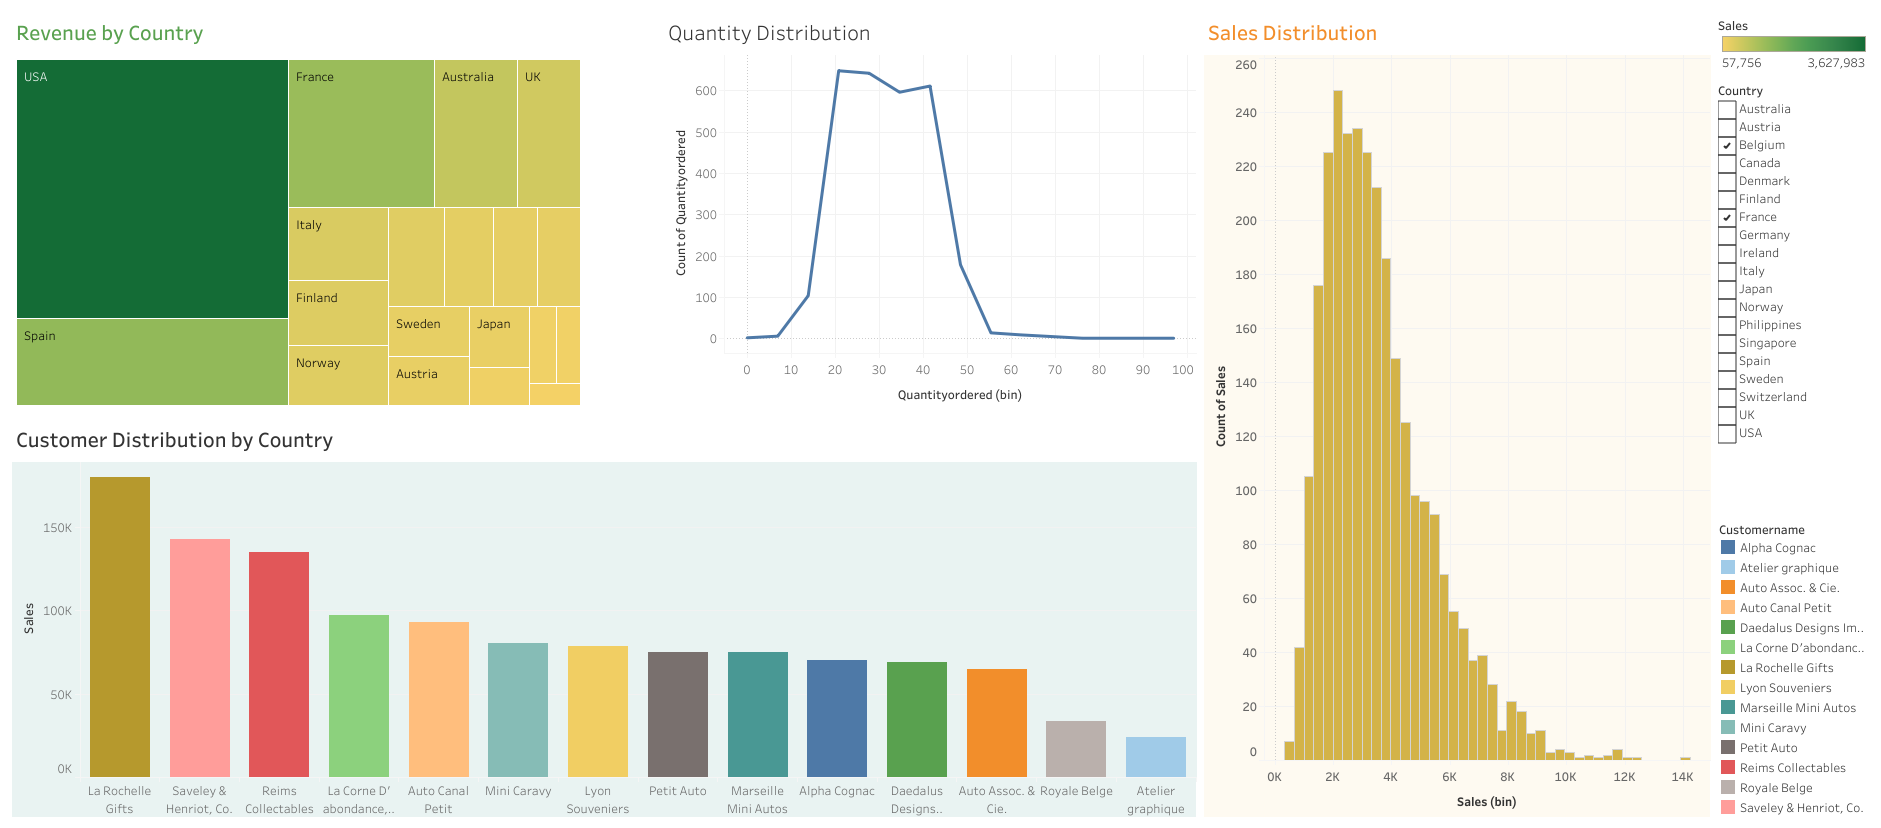 Revenue by Country
USA
France
Australia
UK
Italy
Finland
Spain
Norway
Sweden
Japan
Austria
Quantity Distribution
Count of Quantityordered
600
500
400
300
200
100
0
0 10 20 30 40 50 60 70 80 90 100
Quantityordered (bin)
Customer Distribution by Country
Sales
150K
100K
50K
0K
La Rochelle
Gifts
Saveley &
Henriot, Co.
Reims
Collectables
La Corne D'
abondance,..
Auto Canal
Petit
Mini Caravy
Lyon
Souveniers
Petit Auto
Marseille
Mini Autos
Alpha Cognac
Daedalus
Designs..
Auto Assoc. &
Cie.
Royale Belge
Atelier
graphique
Sales Distribution
Count of Sales
260
240
220
200
180
160
140
120
100
80
60
40
20
0
0K 2K 4K 6K 8K 10K 12K 14K
Sales (bin)
Sales
57,756 3,627,983
Country
Australia
Austria
Belgium
Canada
Denmark
Finland
France
Germany
Ireland
Italy
Japan
Norway
Philippines
Singapore
Spain
Sweden
Switzerland
UK
USA
Customername
Alpha Cognac
Atelier graphique
Auto Assoc. & Cie.
Auto Canal Petit
Daedalus Designs Im..
La Corne D'abondanc..
La Rochelle Gifts
Lyon Souveniers
Marseille Mini Autos
Mini Caravy
Petit Auto
Reims Collectables
Royale Belge
Saveley & Henriot, Co.